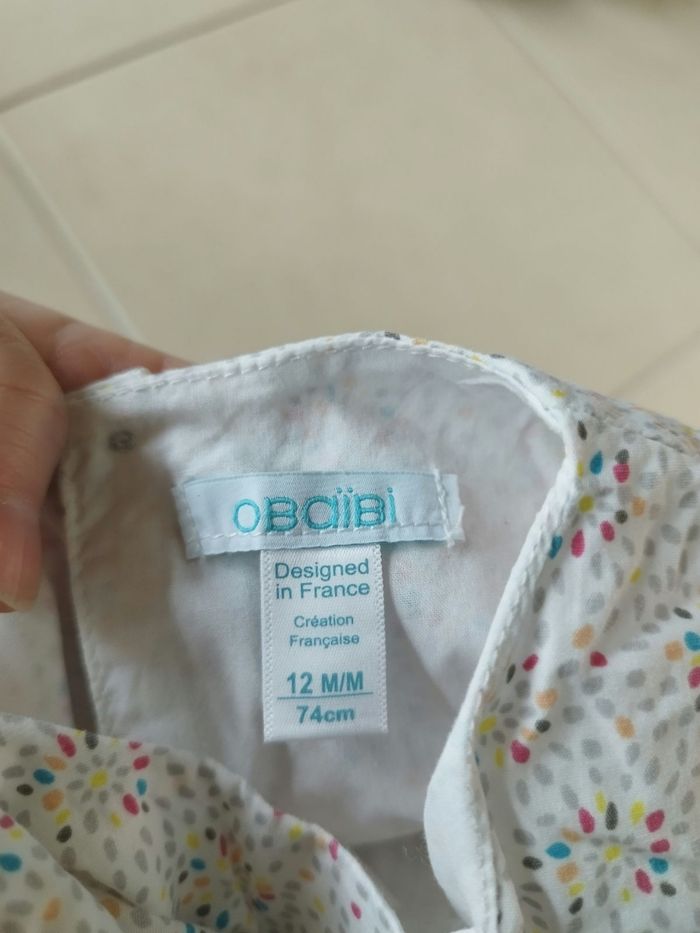 OBaïBi
Designed
in France
Création
Française
12 M/M
74cm